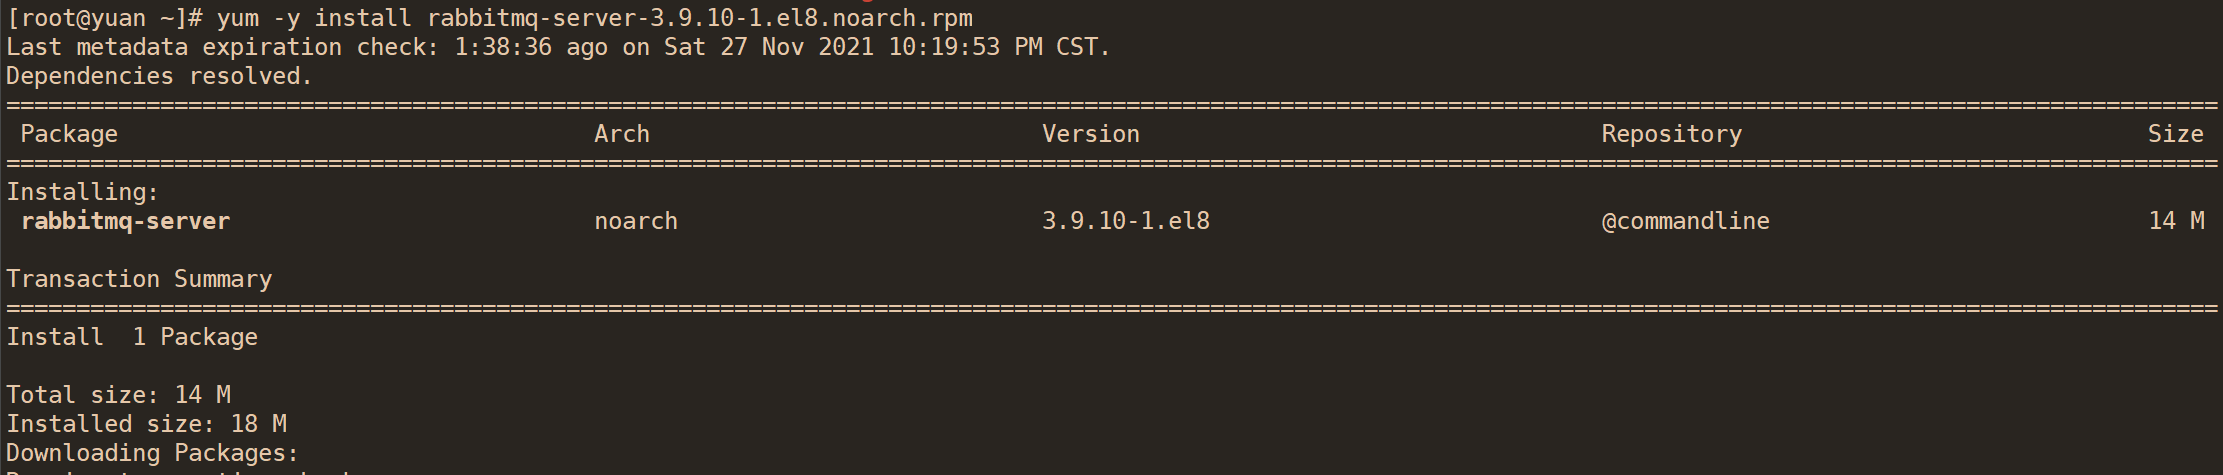 [root@yuan ~]# yum -y install rabbitmq-server-3.9.10-1.el8.noarch.rpm
Last metadata expiration check: 1:38:36 ago on Sat 27 Nov 2021 10:19:53 PM CST.
Dependencies resolved.
Package Arch Version Repository Size
Installing:
rabbitmq-server noarch 3.9.10-1.el8 @commandline 14 M
Transaction Summary
Install  1 Package
Total size: 14 M
Installed size: 18 M
Downloading Packages: